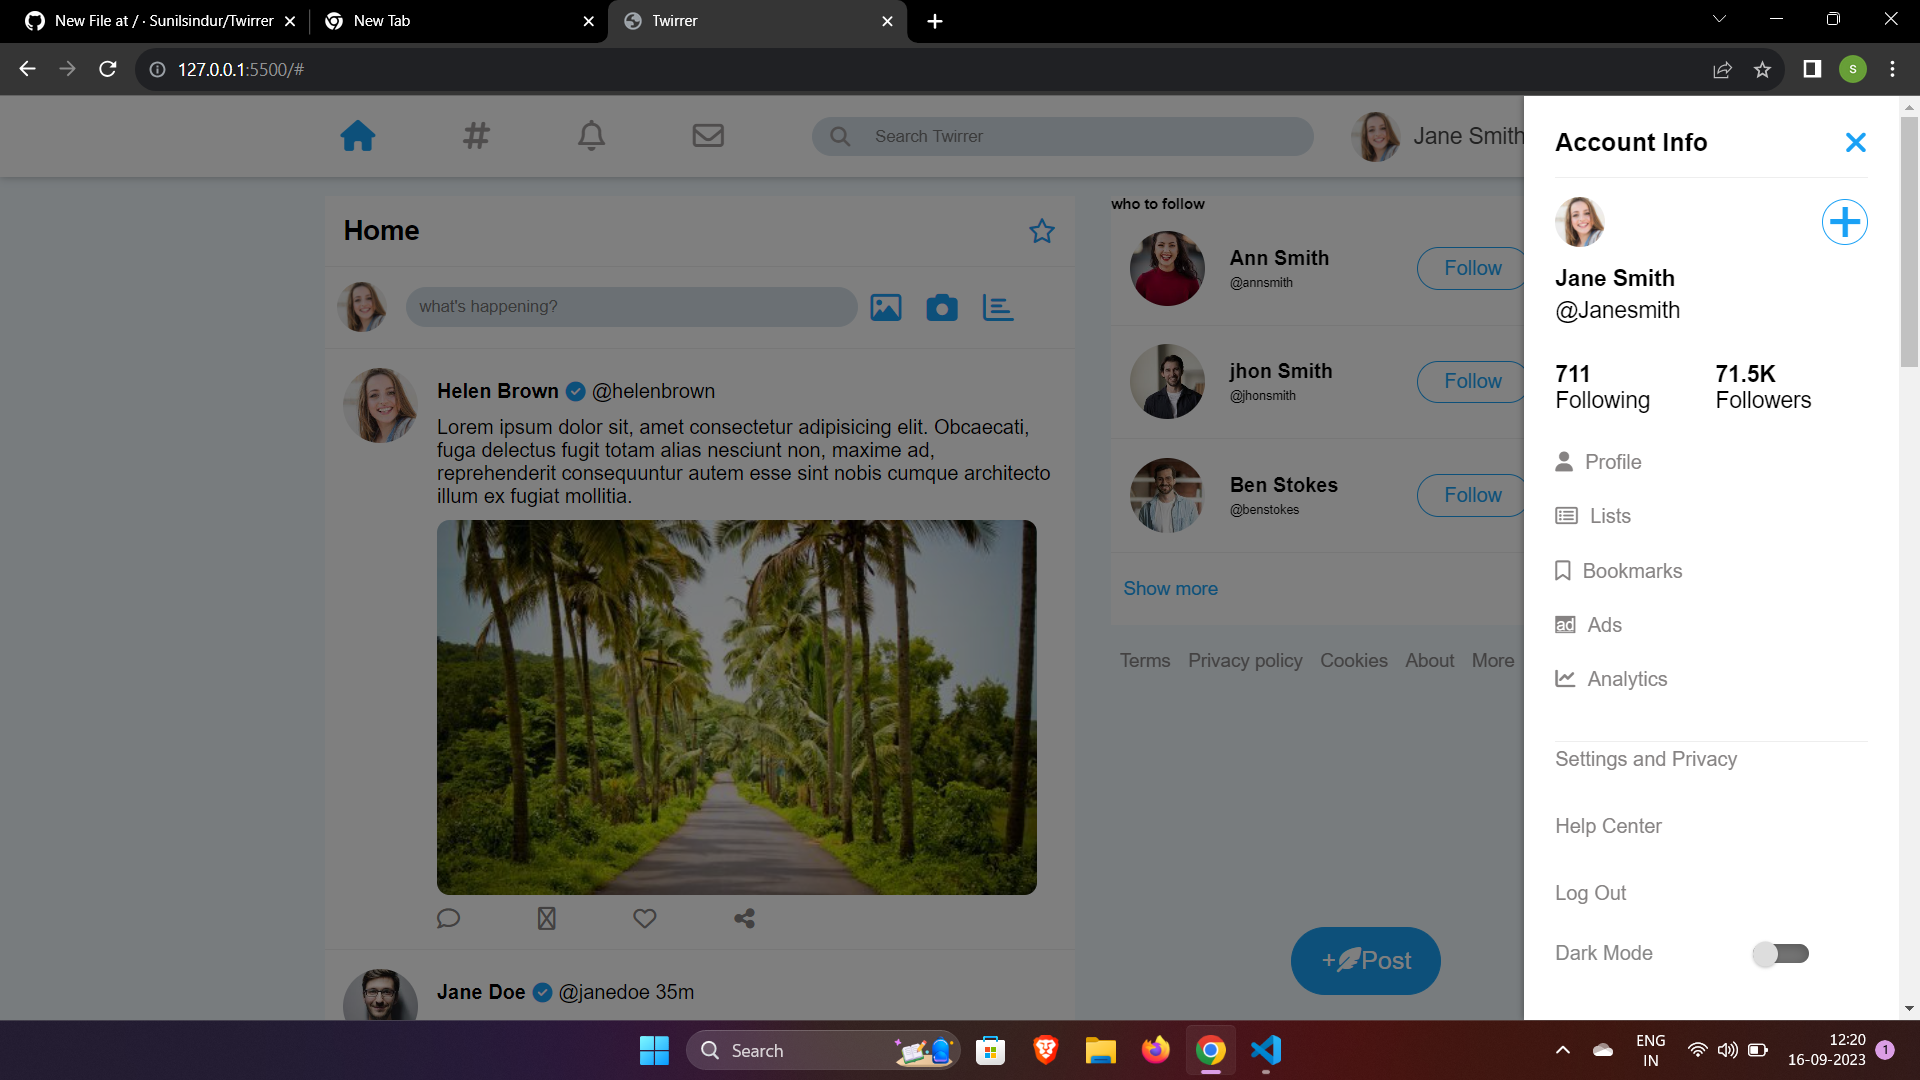 New File at / · Sunilsindur/Twirrer
New Tab
Twirrer
127.0.0.1:5500/#
S
Search Twirrer
Jane Smith
Home
what's happening?
Helen Brown @helenbrown
Lorem ipsum dolor sit, amet consectetur adipisicing elit. Obcaecati,
fuga delectus fugit totam alias nesciunt non, maxime ad,
reprehenderit consequuntur autem esse sint nobis cumque architecto
illum ex fugiat mollitia.
Jane Doe @janedoe 35m
who to follow
Ann Smith
@annsmith
Follow
jhon Smith
@jhonsmith
Follow
Ben Stokes
@benstokes
Follow
Show more
Terms Privacy policy Cookies About More
+Post
Account Info
Jane Smith
@Janesmith
711
Following
71.5K
Followers
Profile
Lists
Bookmarks
ad Ads
Analytics
Settings and Privacy
Help Center
Log Out
Dark Mode
Search
ENG
IN
12:20
16-09-2023
1